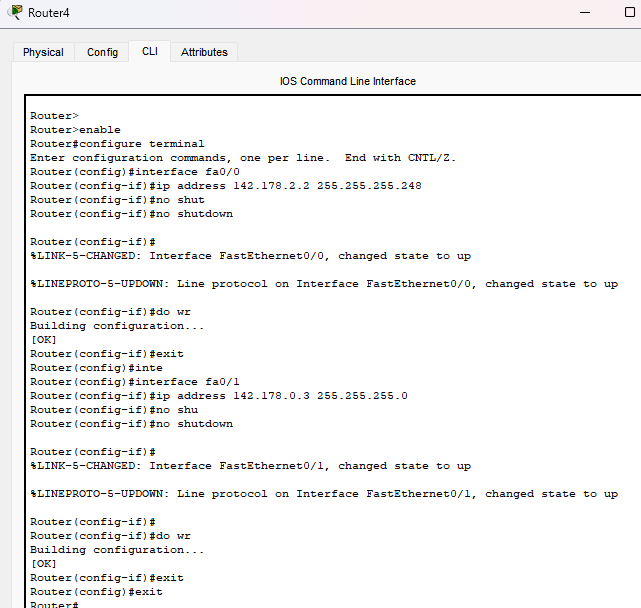 Router4
Physical Config CLI Attributes
IOS Command Line Interface
Router>
Router>enable
Router#configure terminal
Enter configuration commands, one per line.  End with CNTL/Z.
Router(config)#interface fa0/0
Router(config-if)#ip address 142.178.2.2 255.255.255.248
Router(config-if)#no shut
Router(config-if)#no shutdown
Router(config-if)#
%LINK-5-CHANGED: Interface FastEthernet0/0, changed state to up
%LINEPROTO-5-UPDOWN: Line protocol on Interface FastEthernet0/0, changed state to up
Router(config-if)#do wr
Building configuration...
[OK]
Router(config-if)#exit
Router(config)#inte
Router(config)#interface fa0/1
Router(config-if)#ip address 142.178.0.3 255.255.255.0
Router(config-if)#no shu
Router(config-if)#no shutdown
Router(config-if)#
%LINK-5-CHANGED: Interface FastEthernet0/1, changed state to up
%LINEPROTO-5-UPDOWN: Line protocol on Interface FastEthernet0/1, changed state to up
Router(config-if)#
Router(config-if)#do wr
Building configuration...
[OK]
Router(config-if)#exit
Router(config)#exit
Router#